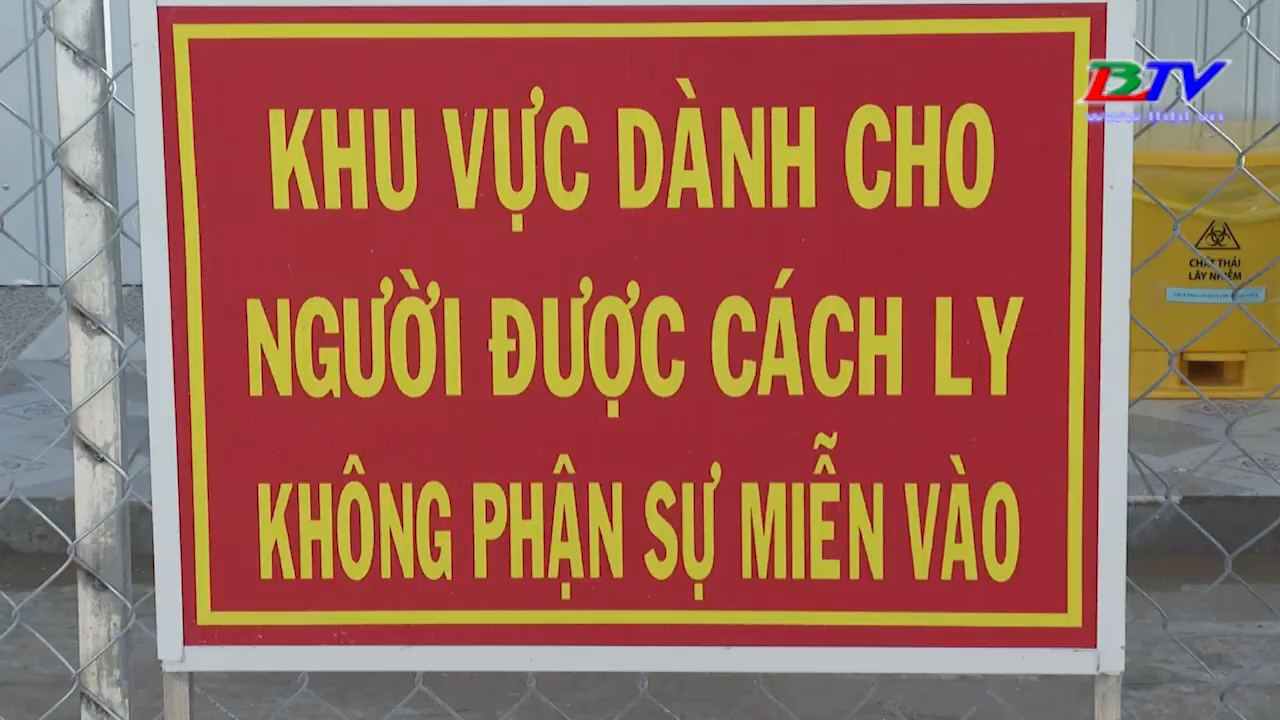 KHU VỰC DÀNH CHO
NGƯỜI ĐƯỢC CÁCH LY
KHÔNG PHẬN SỰ MIỄN VÀO
BTV
CHẤT THẢI
LÂY NHIỄM